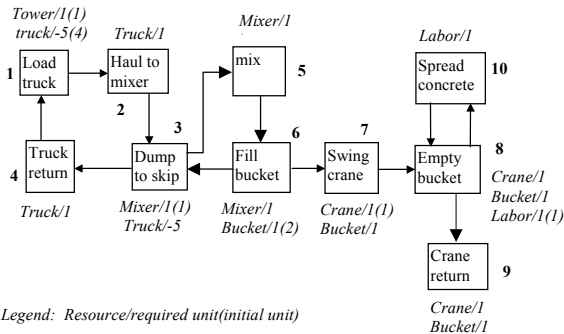 Tower/1(1)
truck/-5(4)
Truck/1
Mixer/1
Labor/1
1
Load
truck
Haul to
mixer
mix
5
Spread
concrete
10
2
3
6
7
4
Truck
return
Dump
to skip
Fill
bucket
Swing
crane
Empty
bucket
8
Truck/1
Mixer/1(1)
Truck/-5
Mixer/1
Bucket/1(2)
Crane/1(1)
Bucket/1
Crane/1
Bucket/1
Labor/1(1)
Crane
return
9
Legend: Resource/required unit(initial unit)
Crane/1
Bucket/1